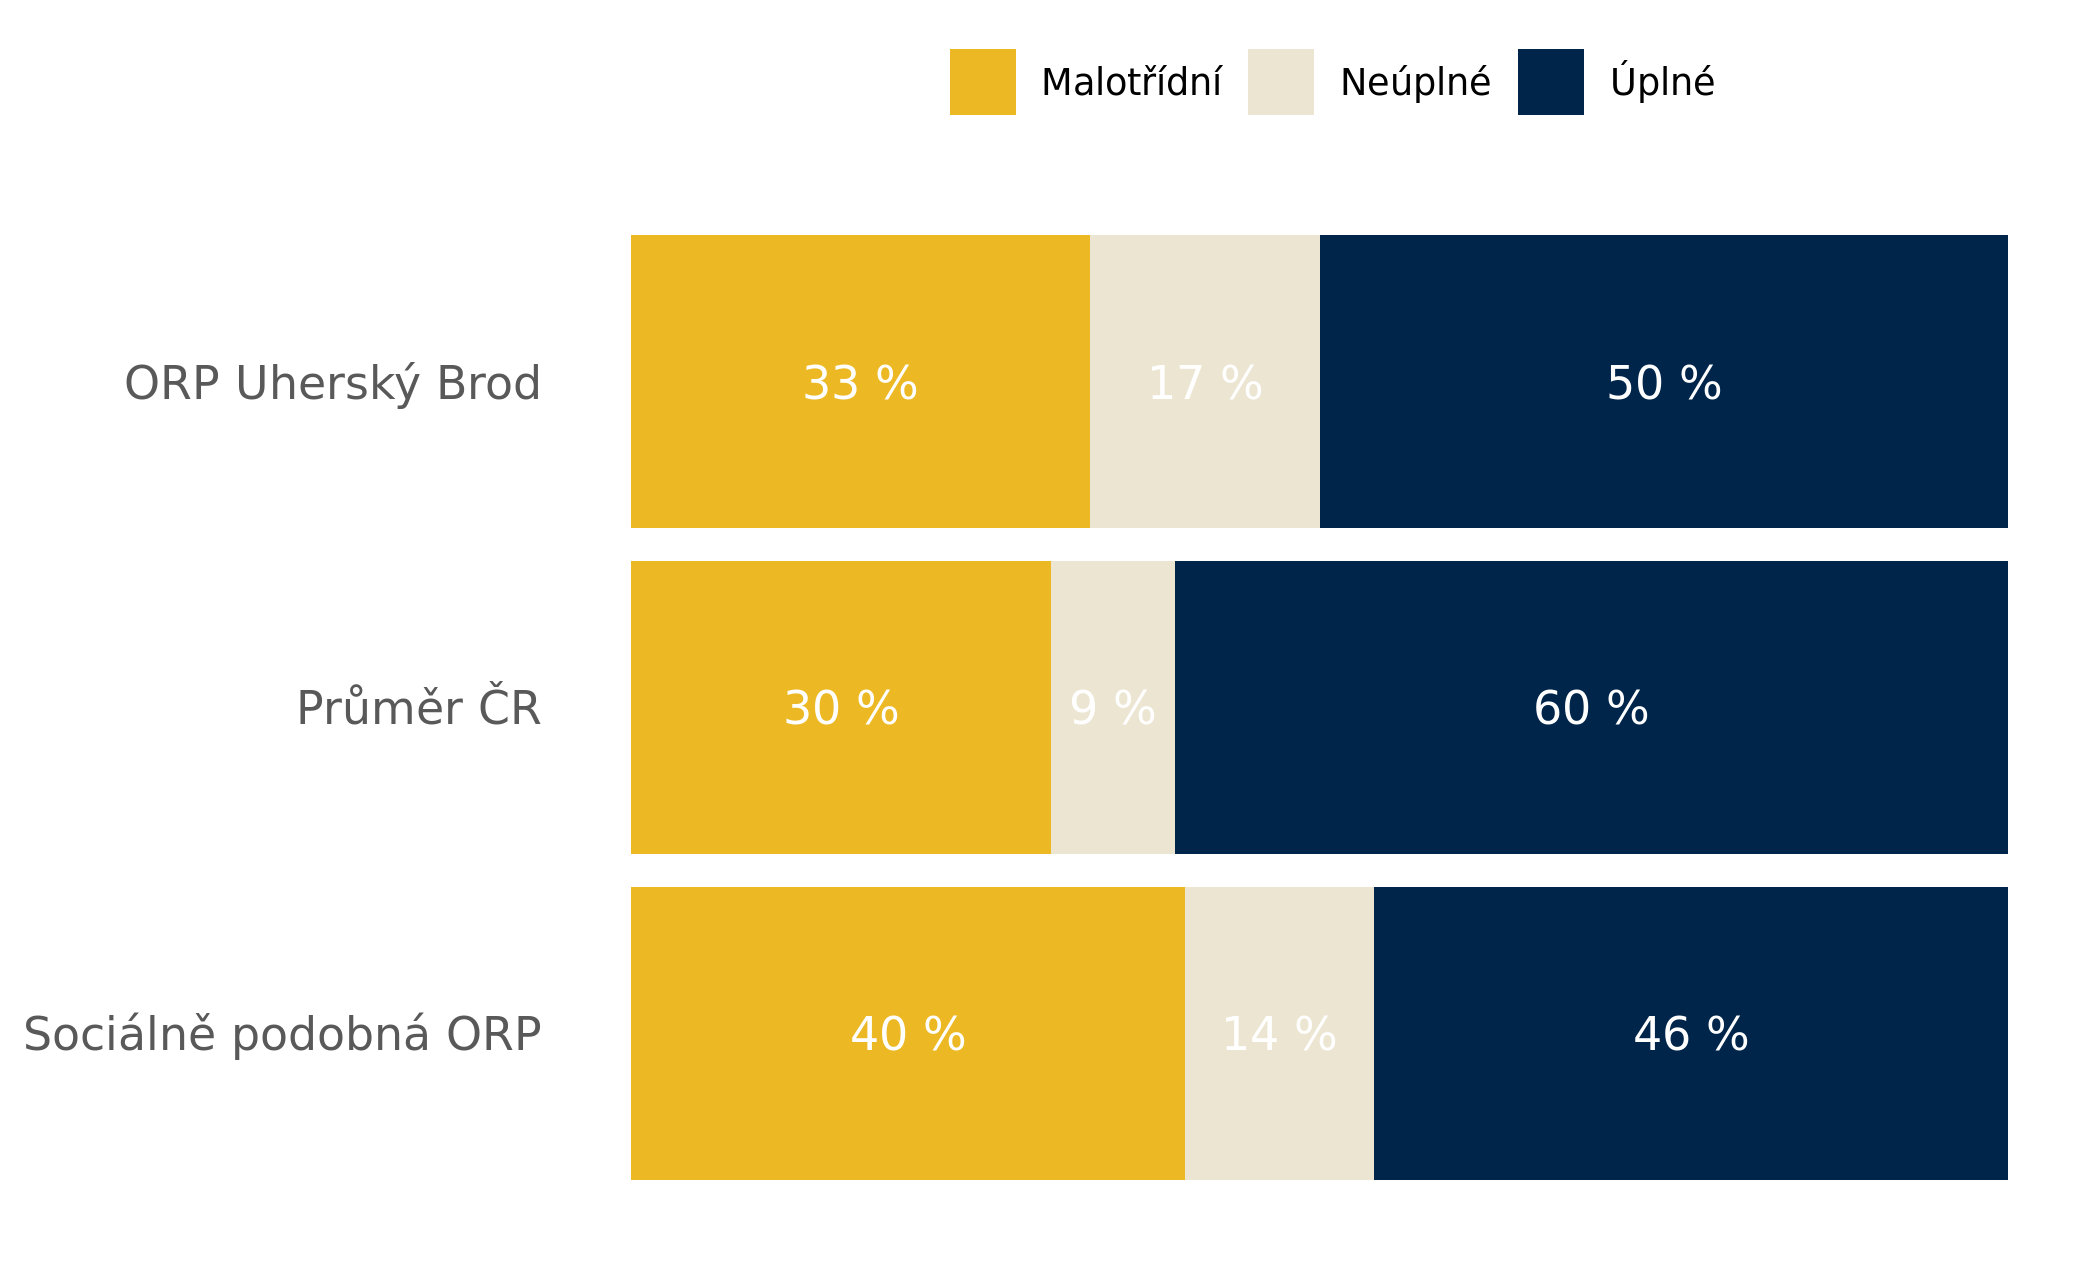 Malotřídní Neúplné Úplné
ORP Uherský Brod 33 % 17 % 50 %
Průměr ČR 30 % 9 % 60 %
Sociálně podobná ORP 40 % 14 % 46 %